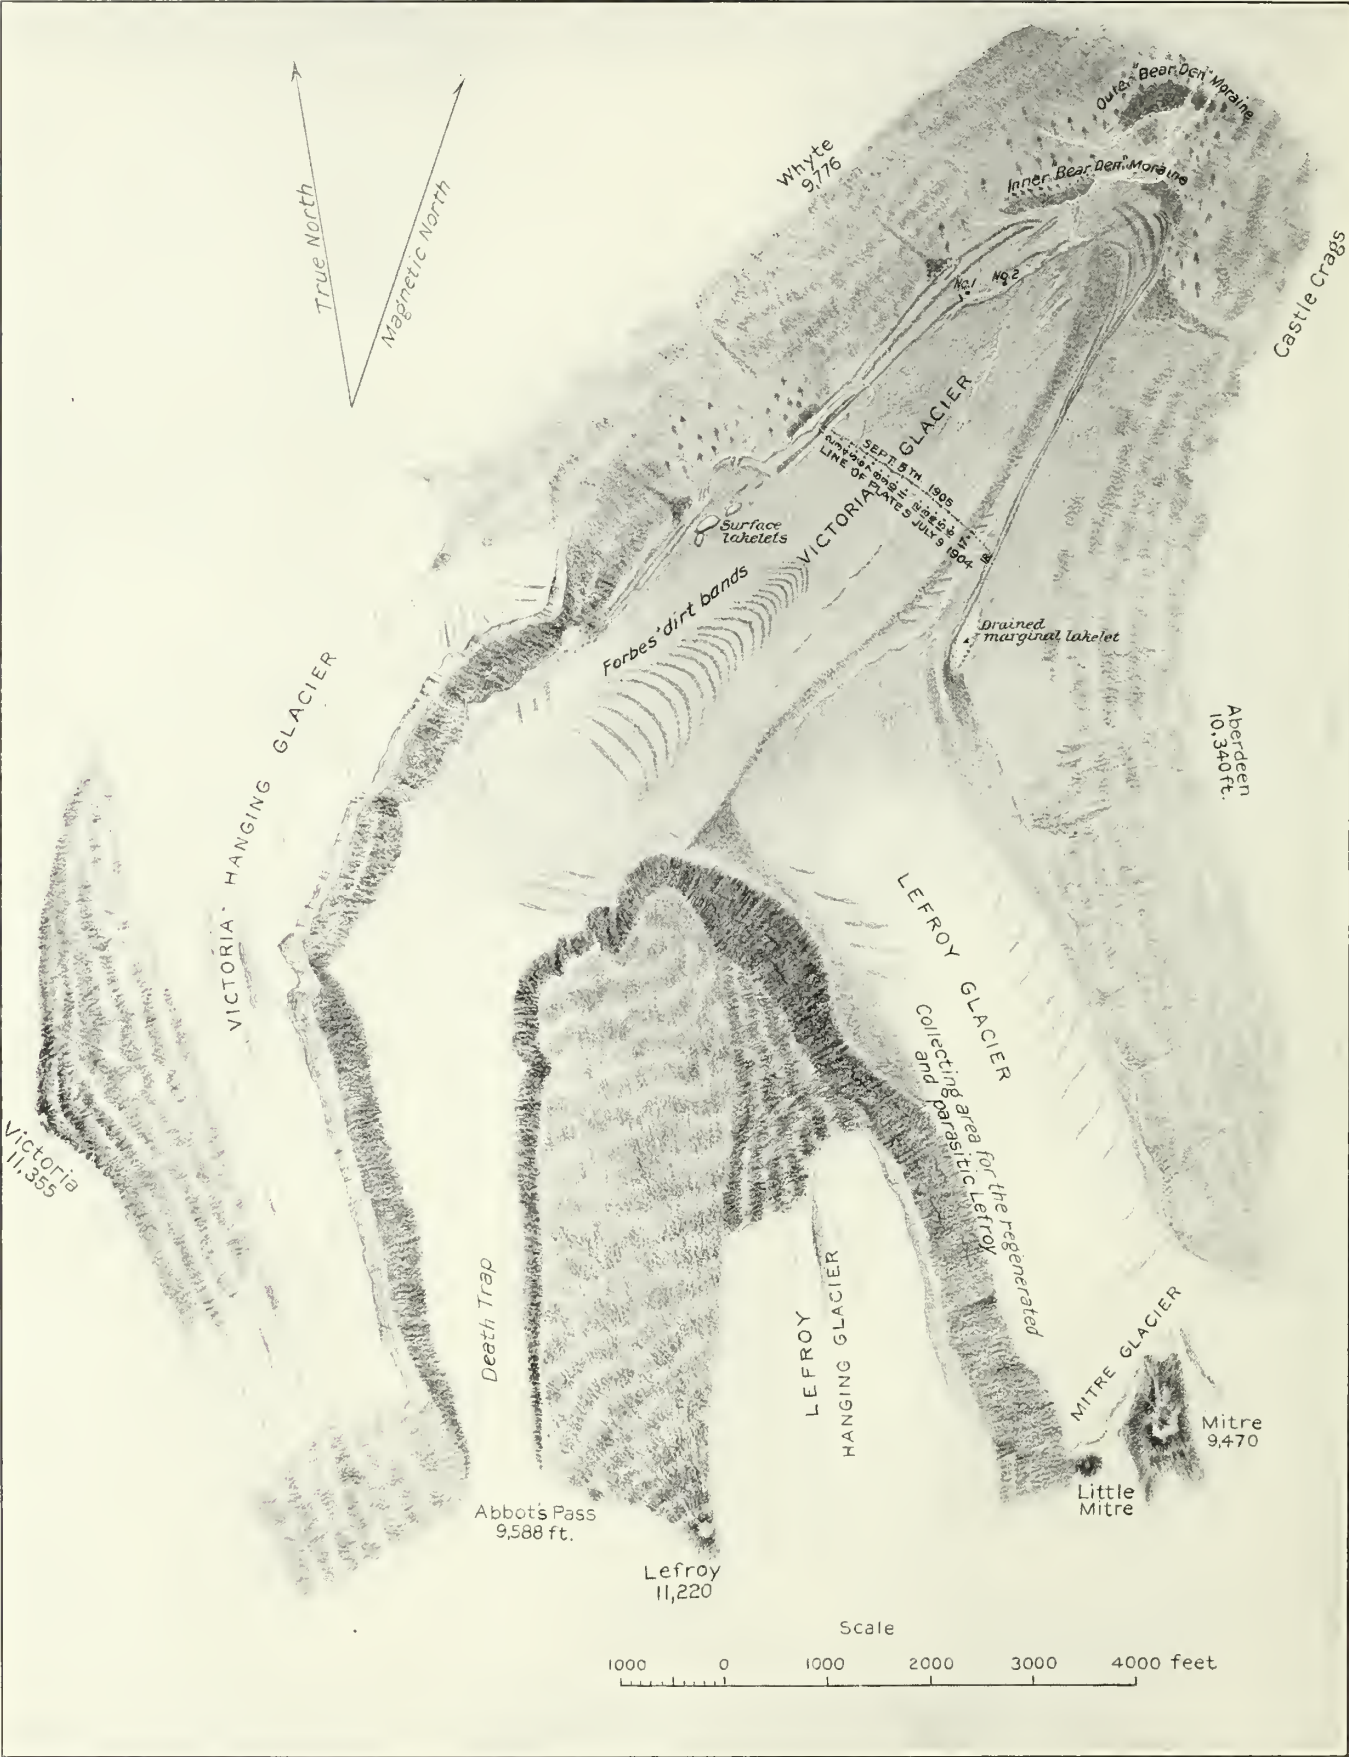 Outer "Bear Den" Moraine
Whyte
9,776
Inner "Bear Den" Moraine
True North
Magnetic North
Castle Crags
No.1
No.2
VICTORIA GLACIER
SEPT. 5TH. 1905
LINE OF PLATES JULY 9 1904
18
Surface
lakelets
Forbes' dirt bands
Drained
marginal lakelet
Aberdeen
10,340 ft.
VICTORIA HANGING GLACIER
LEFROY GLACIER
Collecting area for the regenerated
and parasitic Lefroy
Victoria
11,355
Death Trap
LEFROY
HANGING GLACIER
MITRE GLACIER
Mitre
9,470
Little
Mitre
Abbot's Pass
9,588 ft.
Lefroy
11,220
Scale
1000 0 1000 2000 3000 4000 feet